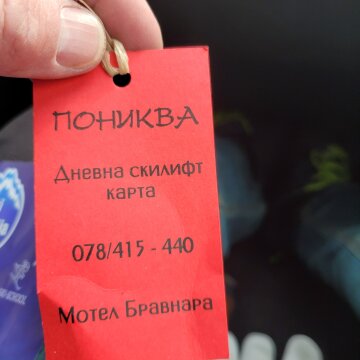 ПОНИКВА
Дневна скилифт
карта
078/415 - 440
Мотел Бравнара